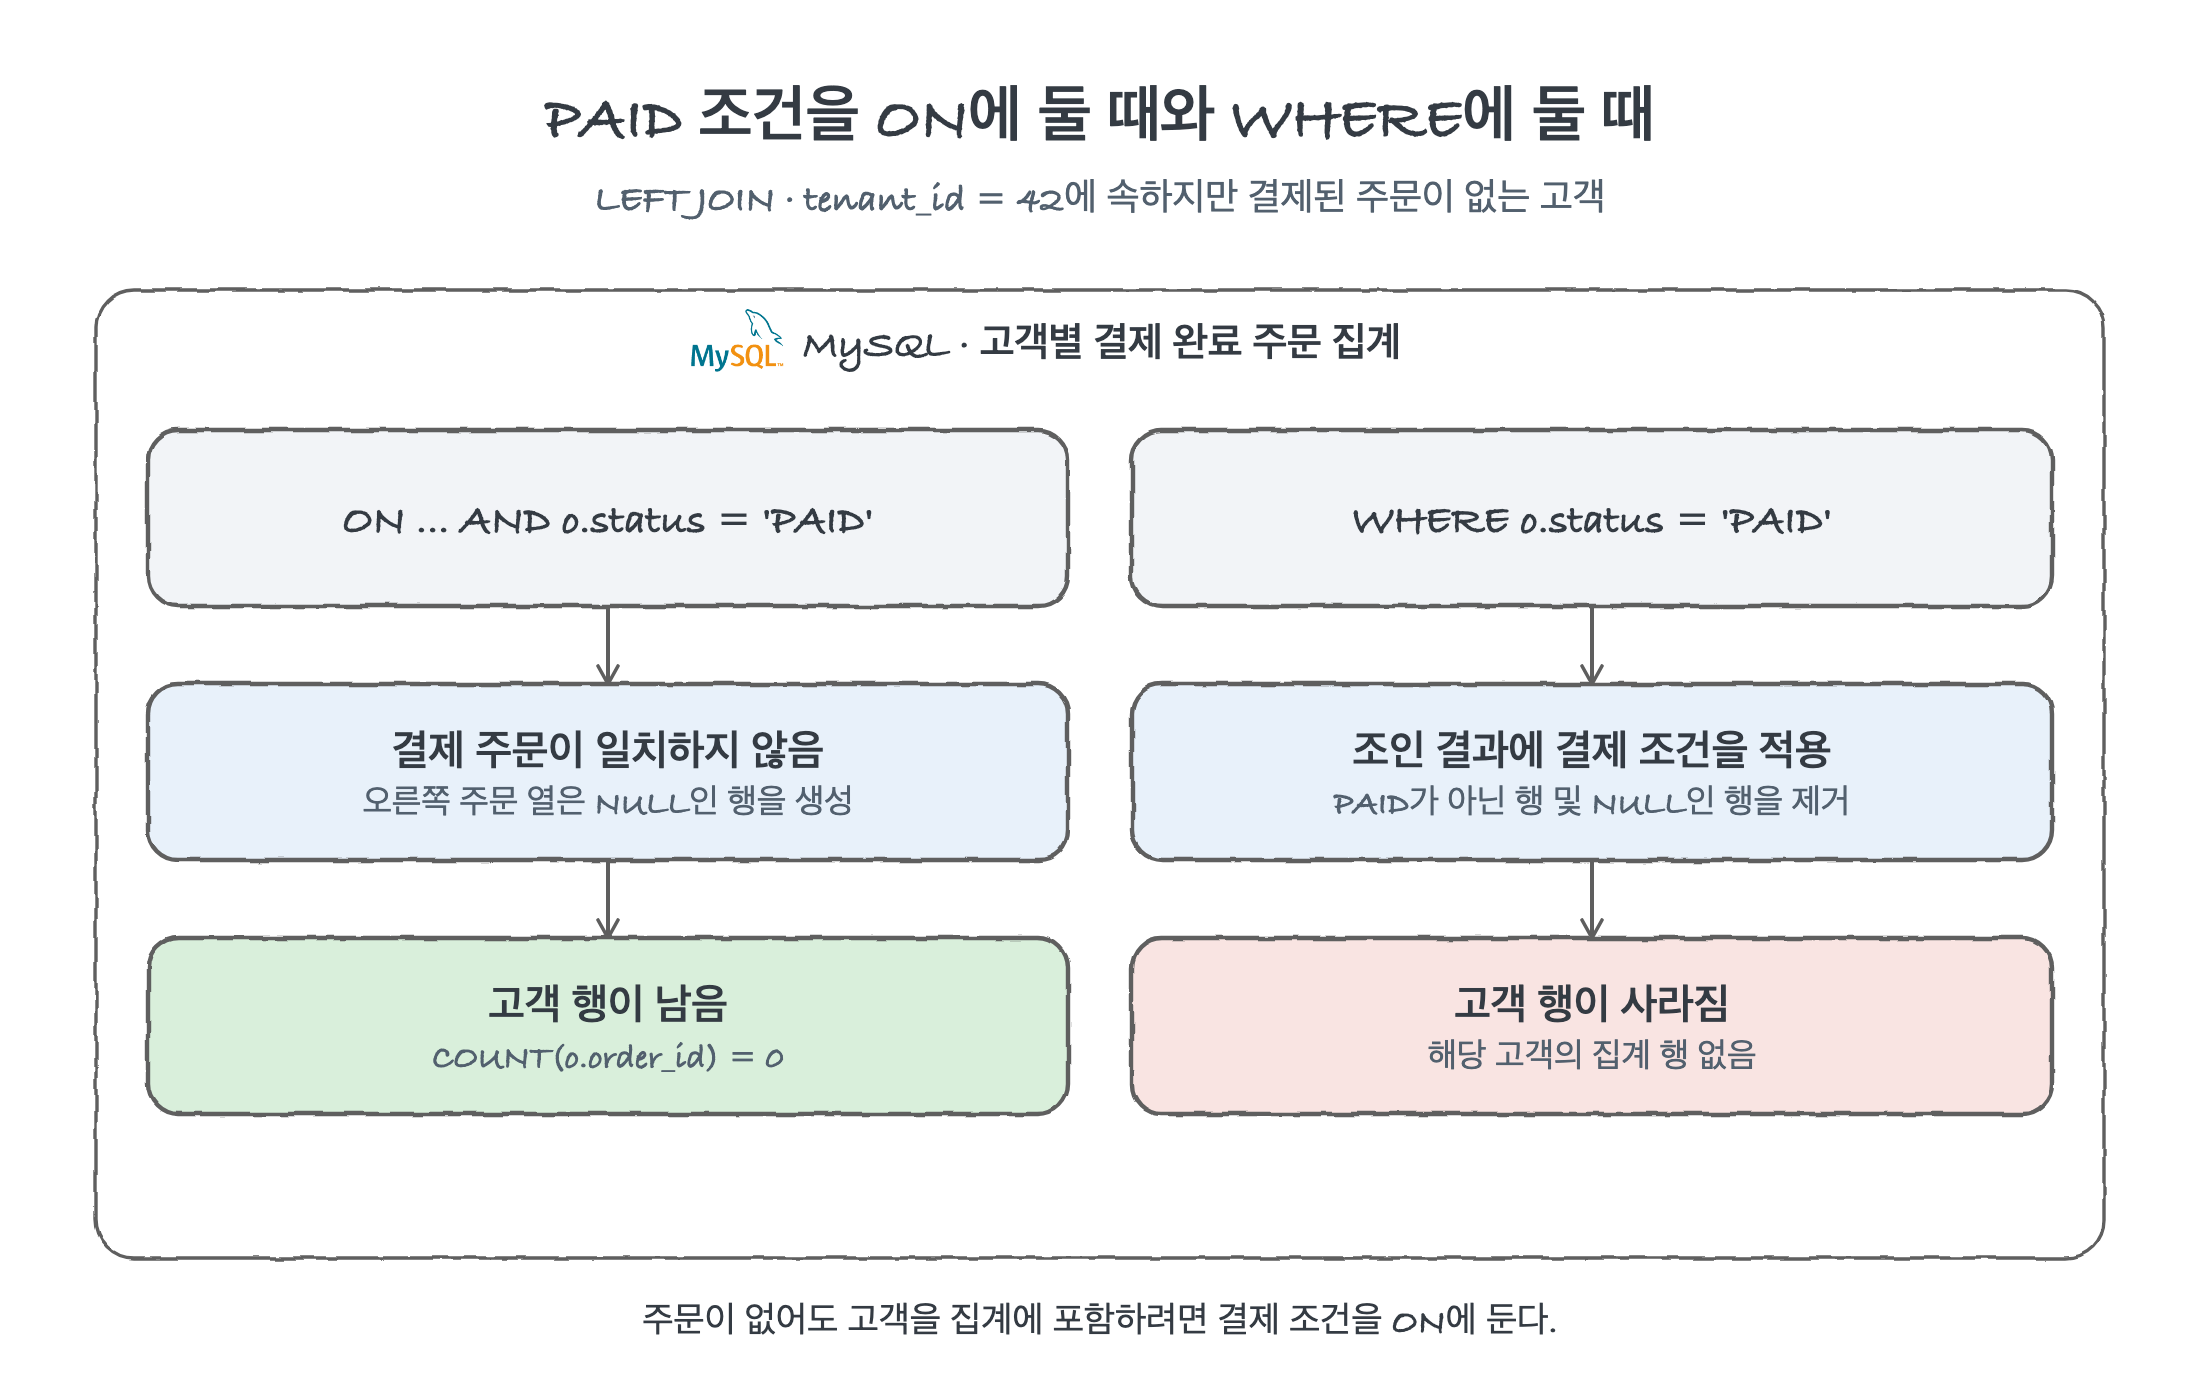 PAID 조건을 ON에 둘 때와 WHERE에 둘 때
LEFT JOIN · tenant_id = 42에 속하지만 결제된 주문이 없는 고객
MySQL™ MySQL · 고객별 결제 완료 주문 집계
ON ... AND o.status = 'PAID'
WHERE o.status = 'PAID'
결제 주문이 일치하지 않음
오른쪽 주문 열은 NULL인 행을 생성
조인 결과에 결제 조건을 적용
PAID가 아닌 행 및 NULL인 행을 제거
고객 행이 남음
COUNT(o.order_id) = 0
고객 행이 사라짐
해당 고객의 집계 행 없음
주문이 없어도 고객을 집계에 포함하려면 결제 조건을 ON에 둔다.